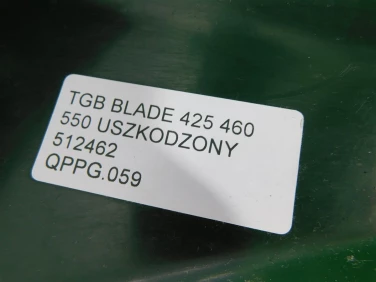 TGB BLADE 425 460
550 USZKODZONY
512462
QPPG.059